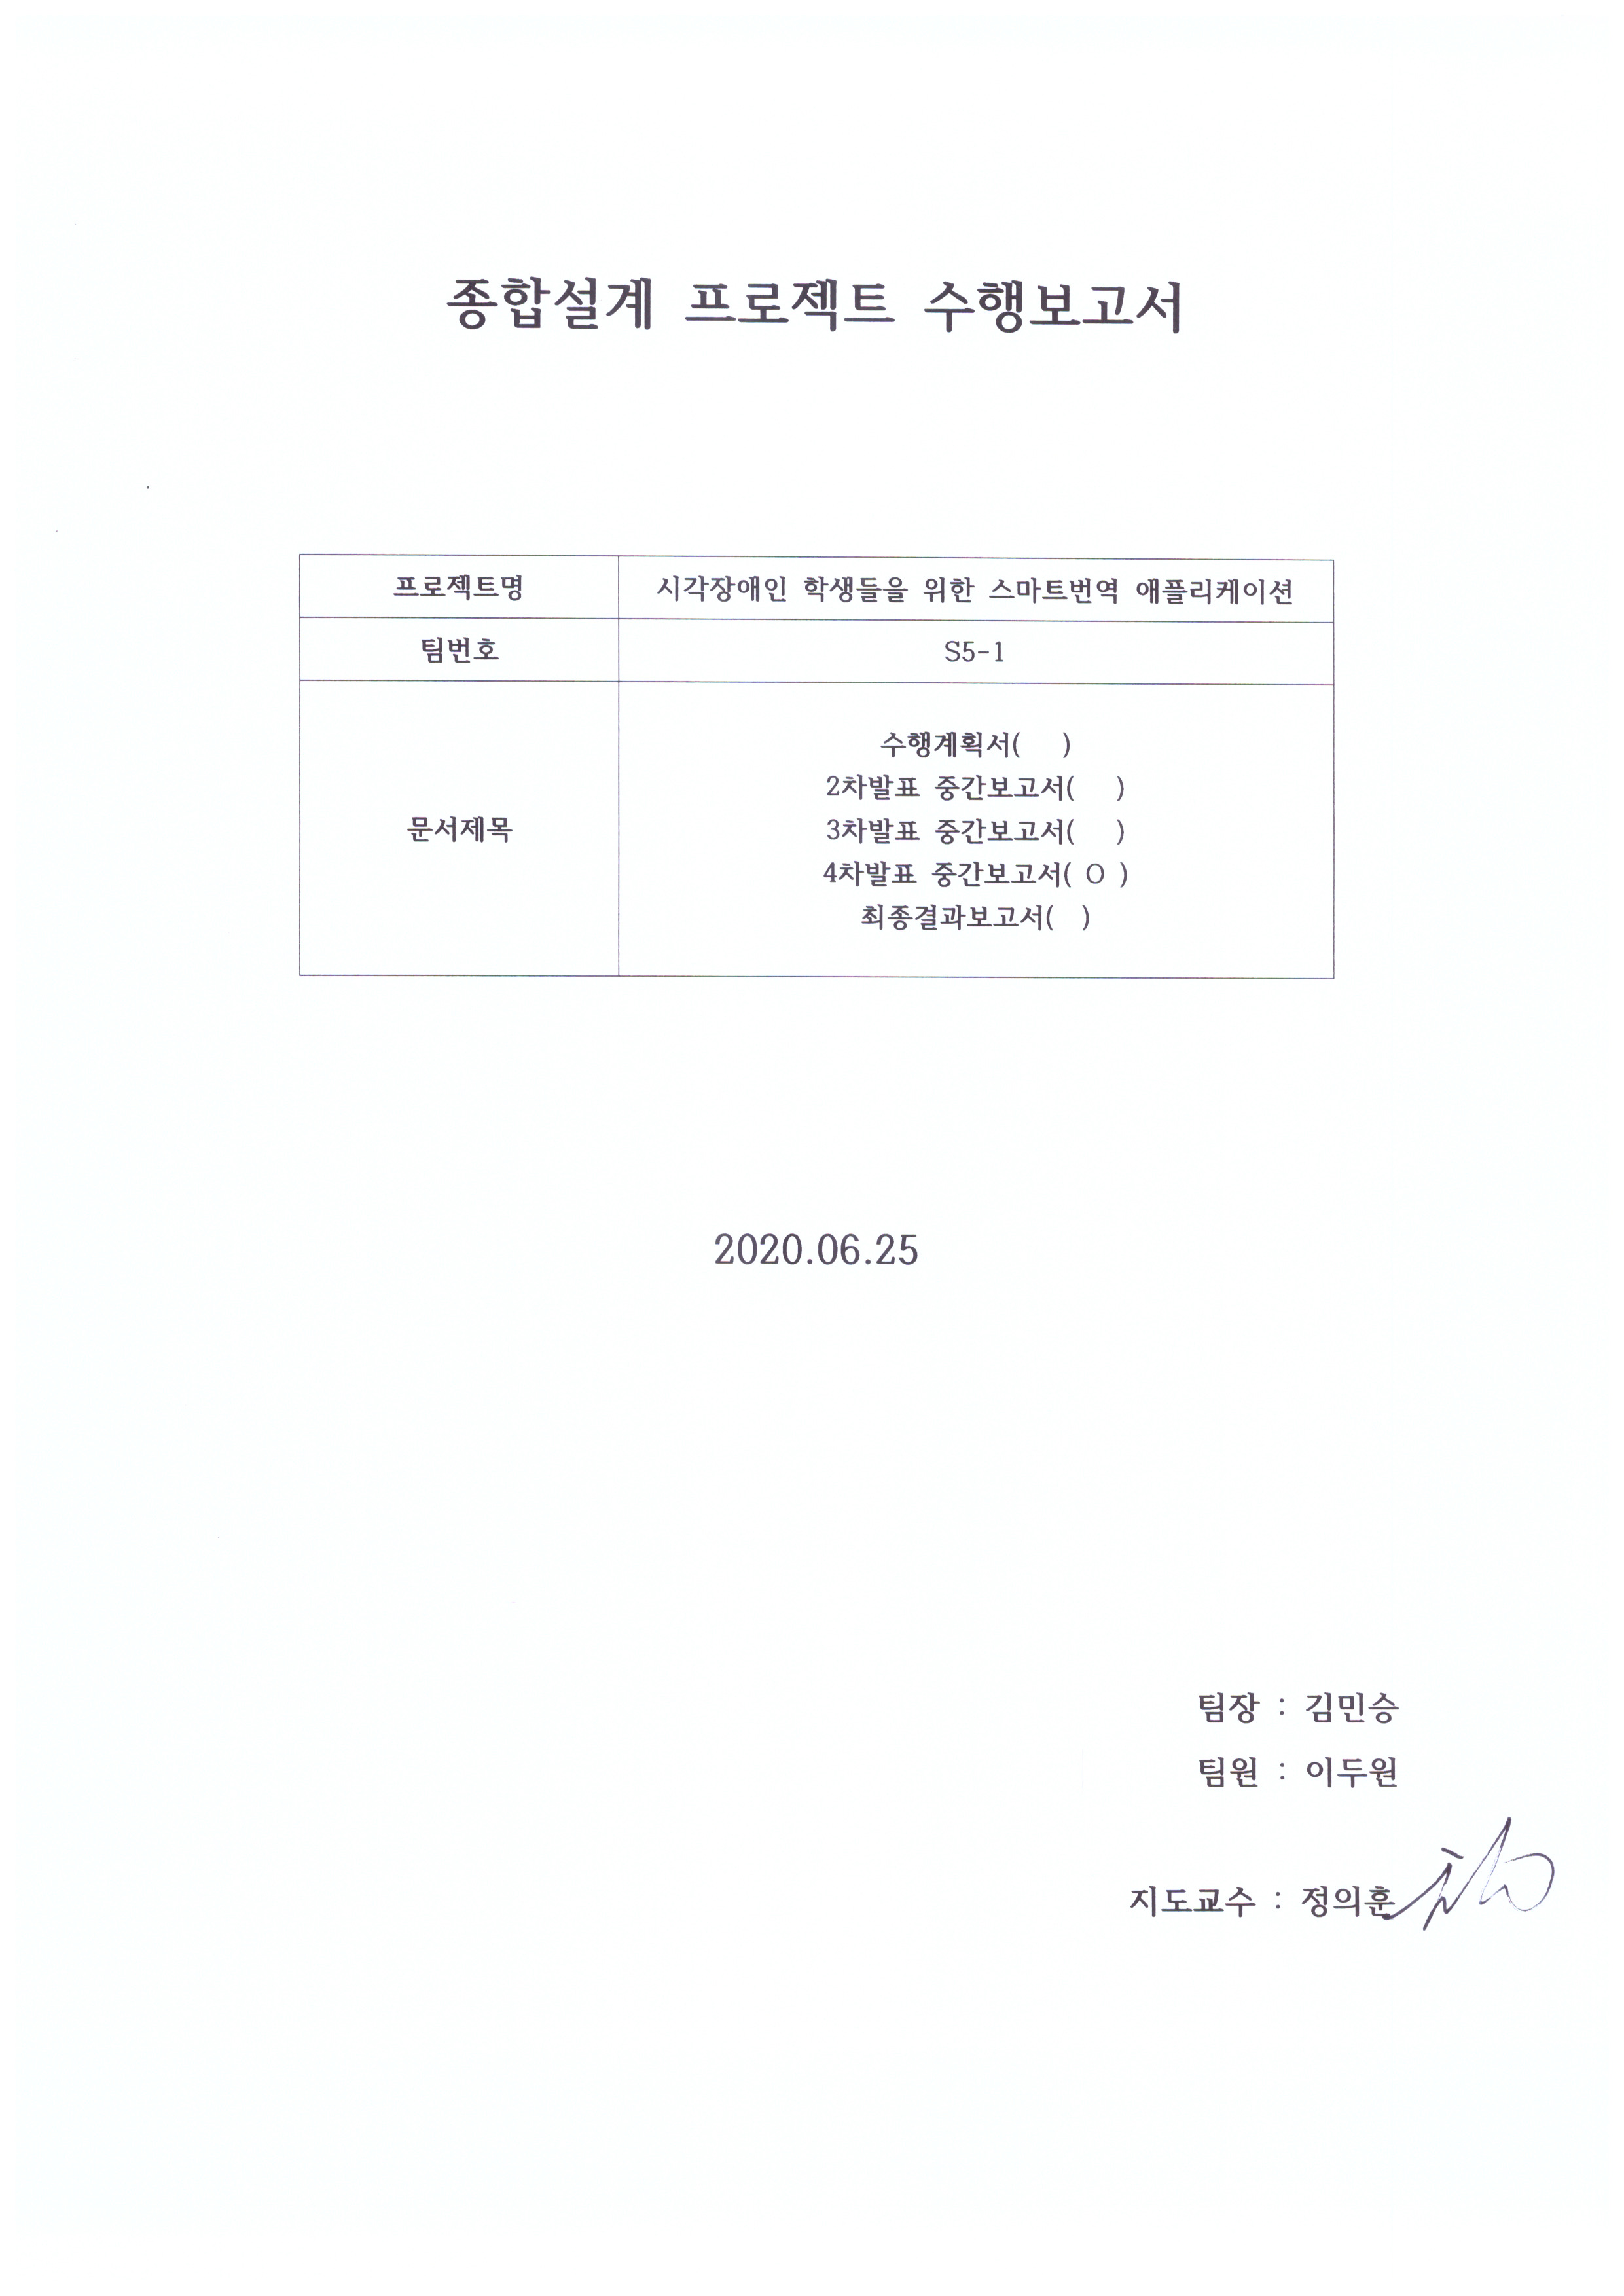 종합설계 프로젝트 수행보고서
프로젝트명 시각장애인 학생들을 위한 스마트번역 애플리케이션
팀번호 S5-1
문서제목
수행계획서( )
2차발표 중간보고서( )
3차발표 중간보고서( )
4차발표 중간보고서( O )
최종결과보고서( )
2020.06.25
팀장 : 김민승
팀원 : 이두원
지도교수 : 정의훈